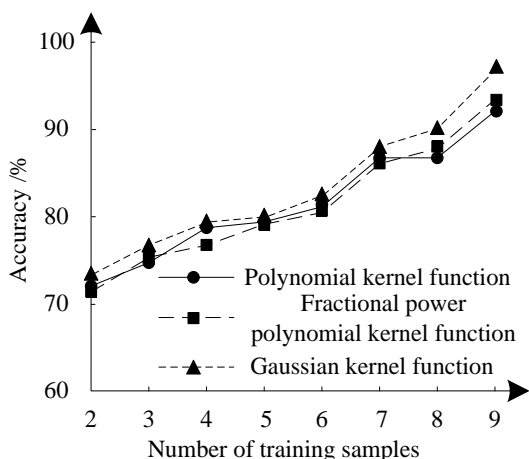 100
90
80
70
60
Accuracy /%
Polynomial kernel function
Fractional power
polynomial kernel function
Gaussian kernel function
2 3 4 5 6 7 8 9
Number of training samples